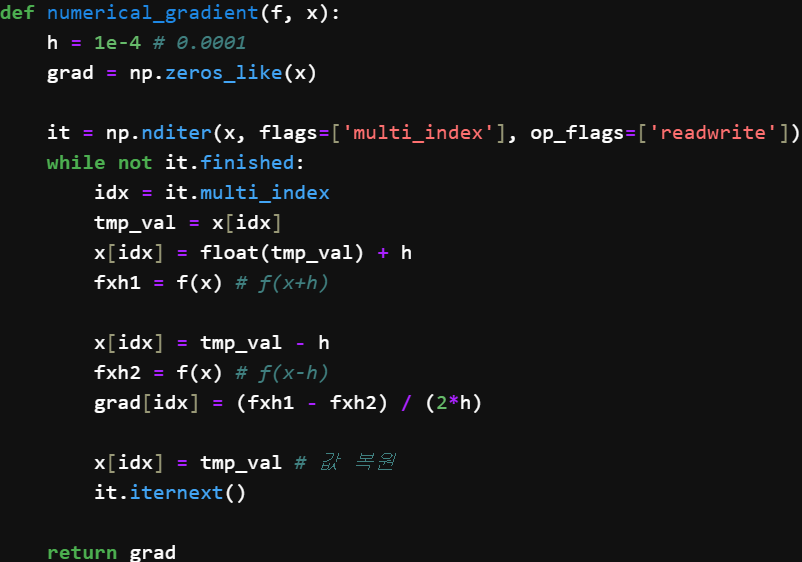 def numerical_gradient(f, x):
    h = 1e-4 # 0.0001
    grad = np.zeros_like(x)

    it = np.nditer(x, flags=['multi_index'], op_flags=['readwrite'])
    while not it.finished:
        idx = it.multi_index
        tmp_val = x[idx]
        x[idx] = float(tmp_val) + h
        fxh1 = f(x) # f(x+h)

        x[idx] = tmp_val - h
        fxh2 = f(x) # f(x-h)
        grad[idx] = (fxh1 - fxh2) / (2*h)

        x[idx] = tmp_val # 값 복원
        it.iternext()

    return grad